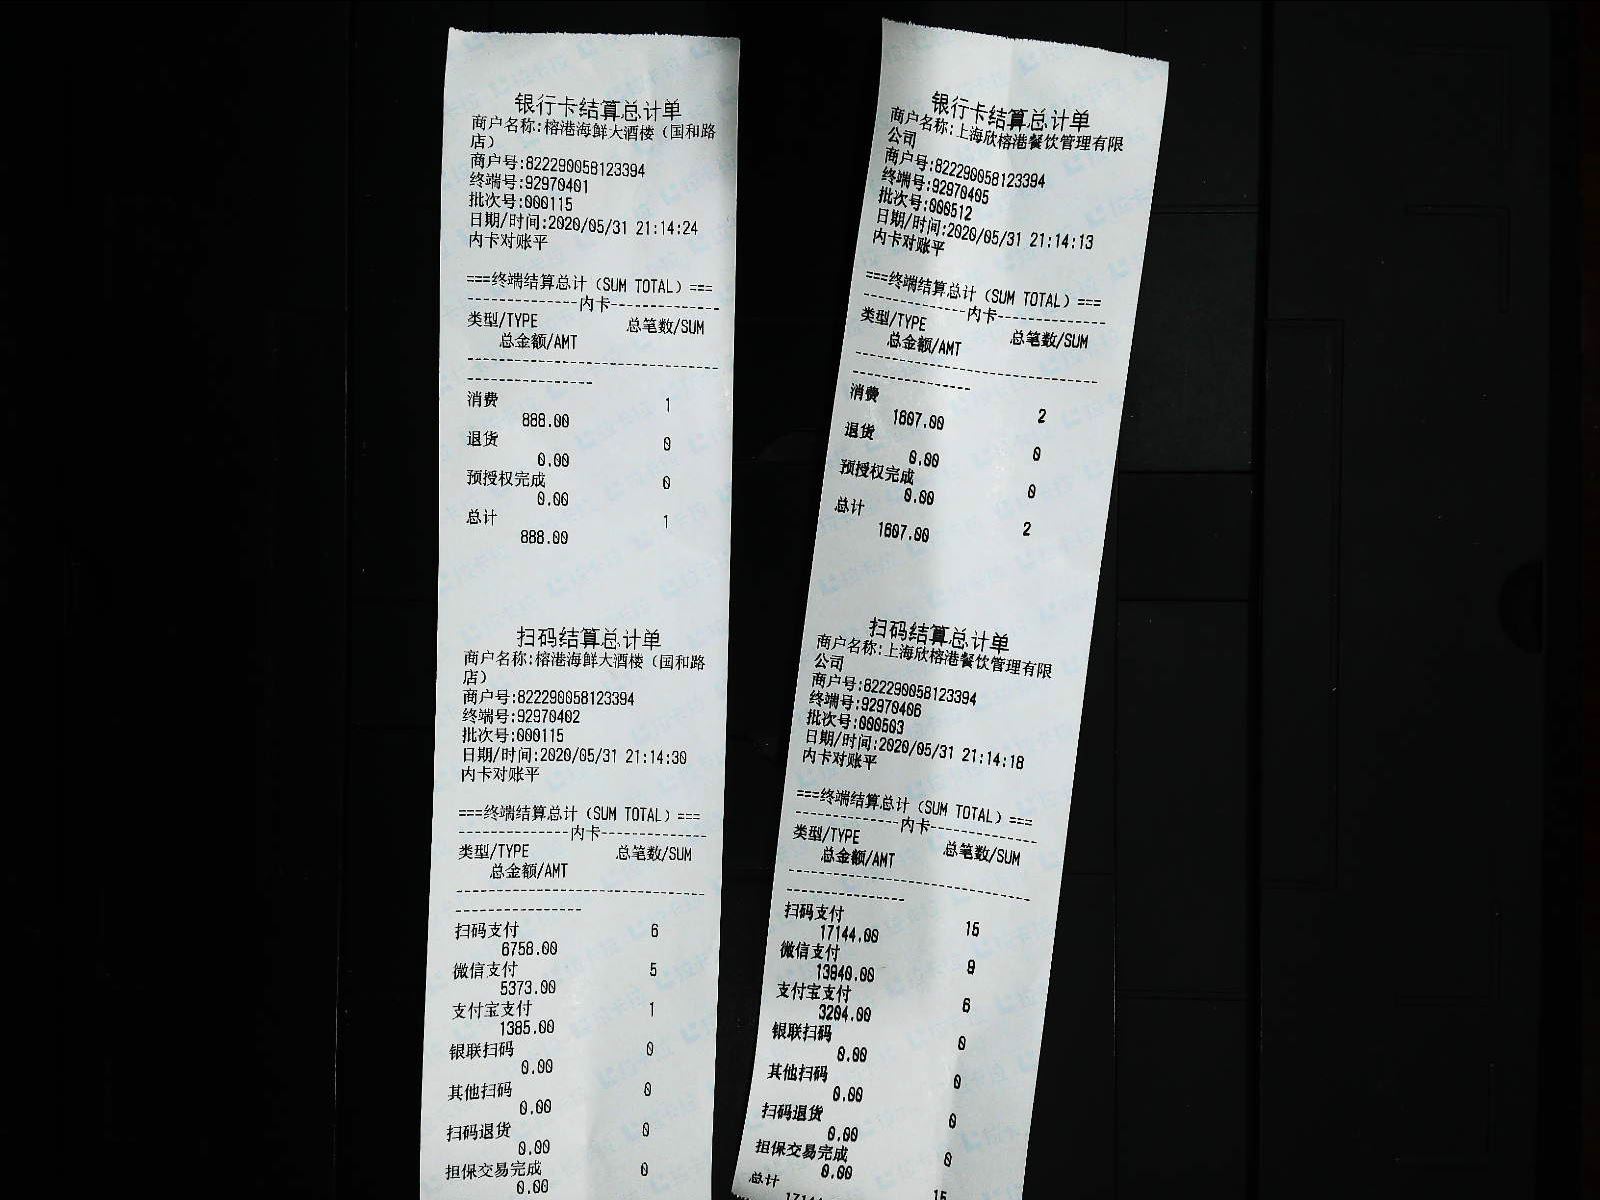 银行卡结算总计单
商户名称:榕港海鲜大酒楼（国和路
店）
商户号:822290058123394
终端号:92970401
批次号:000115
日期/时间:2020/05/31 21:14:24
内卡对账平
===终端结算总计（SUM TOTAL）===
--------------内卡--------------
类型/TYPE 总笔数/SUM
总金额/AMT
--------------------------------
----------------
消费 1
888.00
退货 0
0.00
预授权完成 0
0.00
总计 1
888.00
扫码结算总计单
商户名称:榕港海鲜大酒楼（国和路
店）
商户号:822290058123394
终端号:92970402
批次号:000115
日期/时间:2020/05/31 21:14:30
内卡对账平
===终端结算总计（SUM TOTAL）===
--------------内卡--------------
类型/TYPE 总笔数/SUM
总金额/AMT
--------------------------------
----------------
扫码支付 6
6758.00
微信支付 5
5373.00
支付宝支付 1
1385.00
银联扫码 0
0.00
其他扫码 0
0.00
扫码退货 0
0.00
担保交易完成 0
0.00
银行卡结算总计单
商户名称:上海欣榕港餐饮管理有限
公司
商户号:822290058123394
终端号:92970405
批次号:000512
日期/时间:2020/05/31 21:14:13
内卡对账平
===终端结算总计（SUM TOTAL）===
--------------内卡--------------
类型/TYPE 总笔数/SUM
总金额/AMT
--------------------------------
----------------
消费 2
1607.00
退货 0
0.00
预授权完成 0
0.00
总计 2
1607.00
扫码结算总计单
商户名称:上海欣榕港餐饮管理有限
公司
商户号:822290058123394
终端号:92970406
批次号:000503
日期/时间:2020/05/31 21:14:18
内卡对账平
===终端结算总计（SUM TOTAL）===
--------------内卡--------------
类型/TYPE 总笔数/SUM
总金额/AMT
--------------------------------
----------------
扫码支付 15
17144.00
微信支付 9
13940.00
支付宝支付 6
3204.00
银联扫码 0
0.00
其他扫码 0
0.00
扫码退货 0
0.00
担保交易完成 0
0.00
总计 15